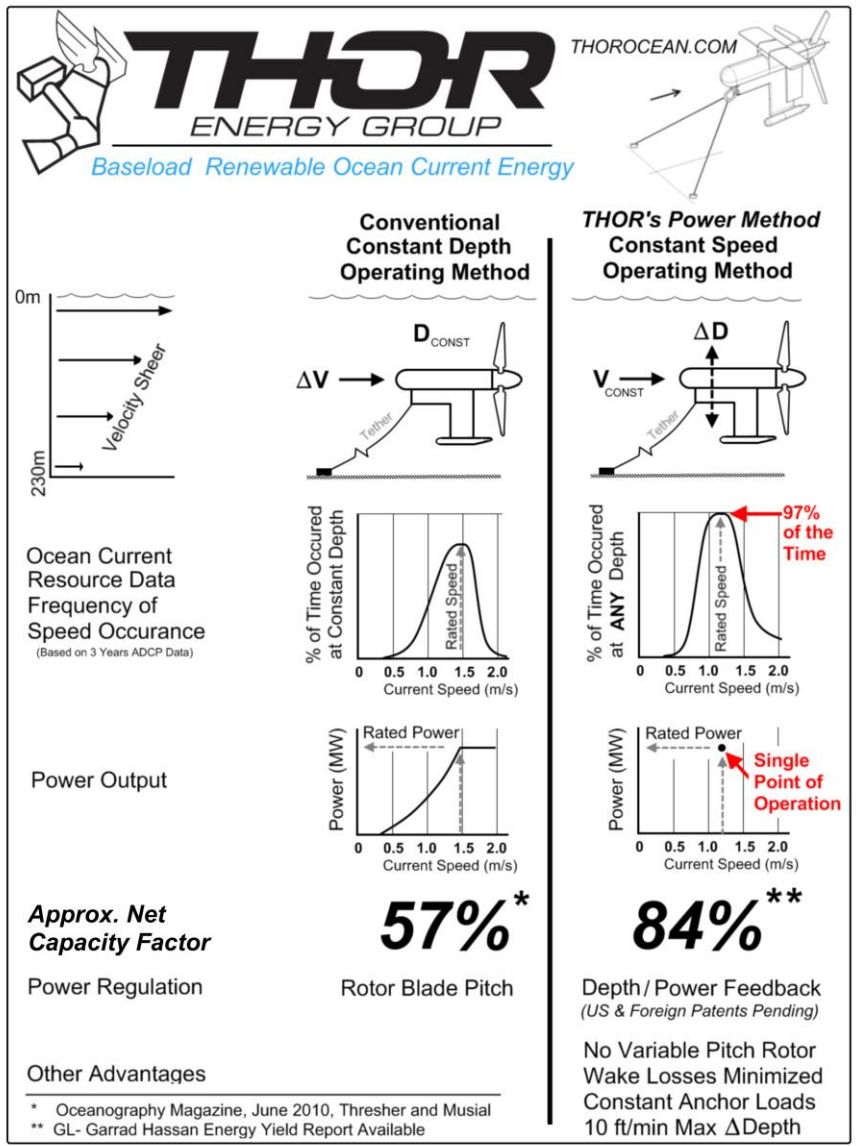 THOR
ENERGY GROUP
THOROCEAN.COM
Baseload Renewable Ocean Current Energy
Conventional
Constant Depth
Operating Method
THOR's Power Method
Constant Speed
Operating Method
0m
Velocity Sheer
230m
D CONST
ΔV
Tether
ΔD
V CONST
Tether
Ocean Current
Resource Data
Frequency of
Speed Occurance
(Based on 3 Years ADCP Data)
% of Time Occured
at Constant Depth
Rated Speed
0 0.5 1.0 1.5 2.0
Current Speed (m/s)
% of Time Occured
at ANY Depth
Rated Speed
97%
of the
Time
0 0.5 1.0 1.5 2.0
Current Speed (m/s)
Power Output
Power (MW)
Rated Power
0 0.5 1.0 1.5 2.0
Current Speed (m/s)
Power (MW)
Rated Power
Single
Point of
Operation
0 0.5 1.0 1.5 2.0
Current Speed (m/s)
Approx. Net
Capacity Factor
57%*
84%**
Power Regulation
Rotor Blade Pitch
Depth / Power Feedback
(US & Foreign Patents Pending)
Other Advantages
No Variable Pitch Rotor
Wake Losses Minimized
Constant Anchor Loads
10 ft/min Max ΔDepth
* Oceanography Magazine, June 2010, Thresher and Musial
** GL- Garrad Hassan Energy Yield Report Available